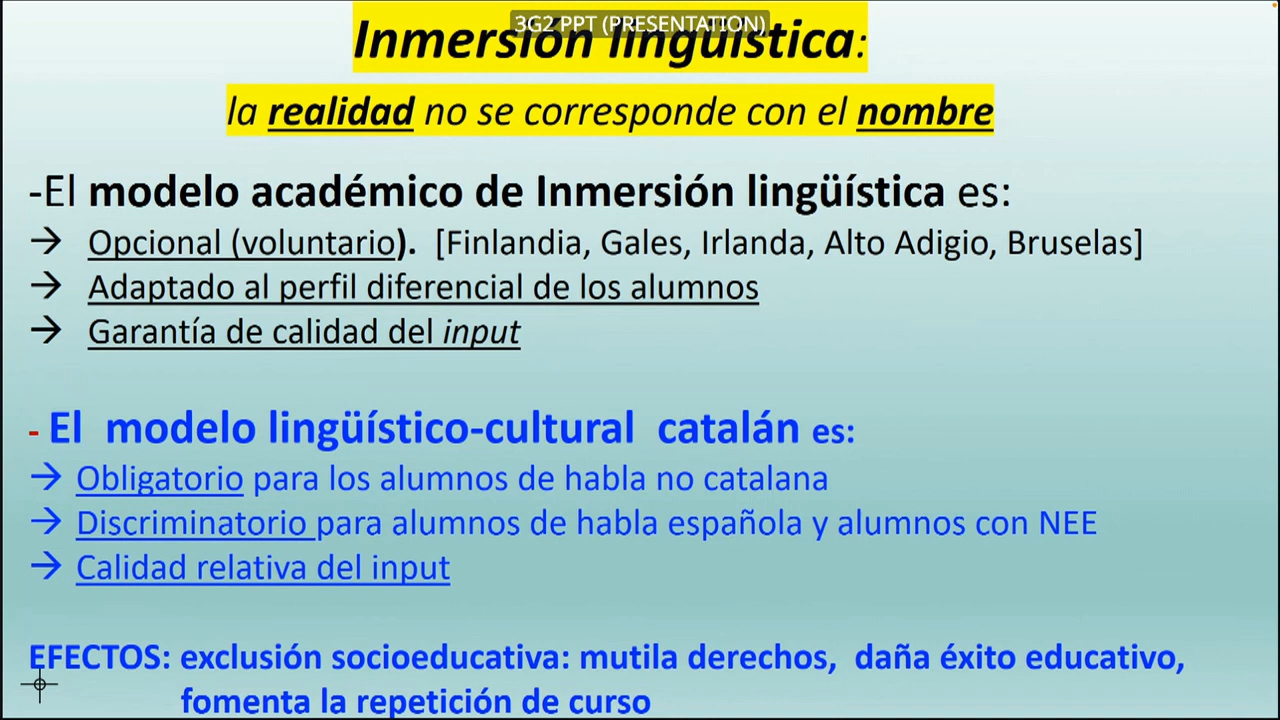 3G2 PPT (PRESENTATION)
Inmersión lingüística:
la realidad no se corresponde con el nombre
-El modelo académico de Inmersión lingüística es:
→ Opcional (voluntario). [Finlandia, Gales, Irlanda, Alto Adigio, Bruselas]
→ Adaptado al perfil diferencial de los alumnos
→ Garantía de calidad del input
- El modelo lingüístico-cultural catalán es:
→ Obligatorio para los alumnos de habla no catalana
→ Discriminatorio para alumnos de habla española y alumnos con NEE
→ Calidad relativa del input
EFECTOS: exclusión socioeducativa: mutila derechos, daña éxito educativo,
fomenta la repetición de curso